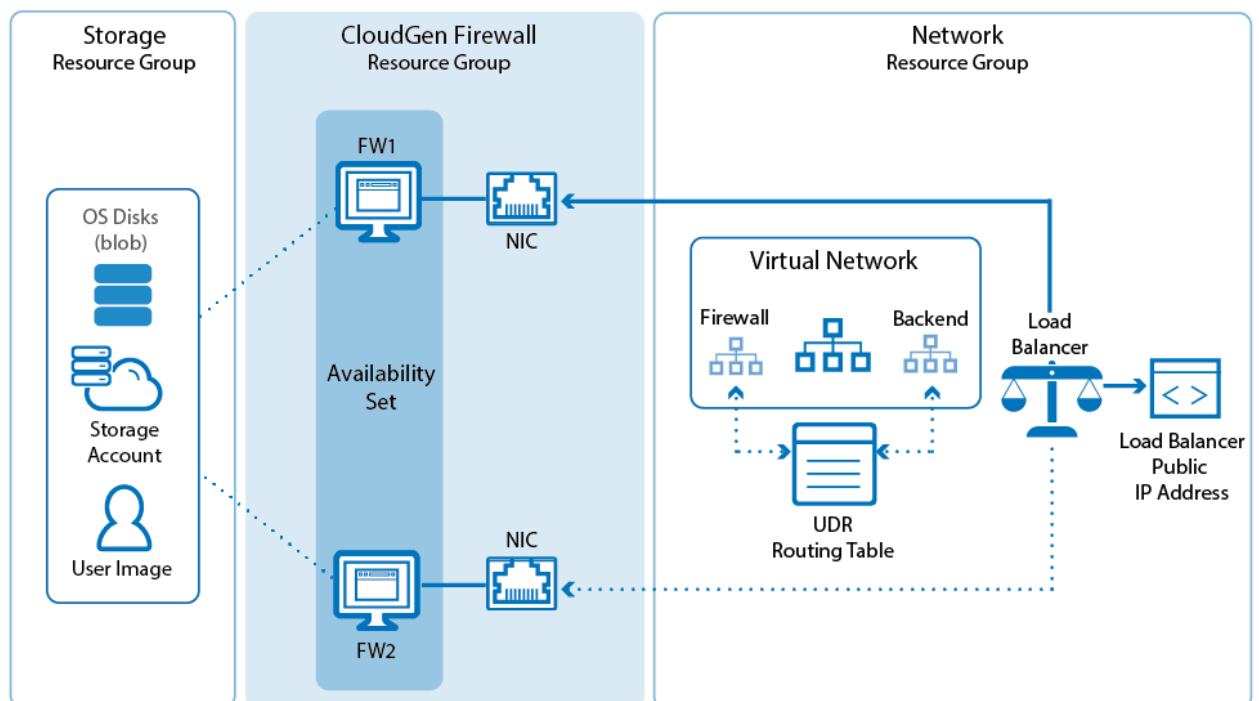 Storage
Resource Group
OS Disks
(blob)
Storage
Account
User Image
CloudGen Firewall
Resource Group
FW1
NIC
Availability
Set
NIC
FW2
Network
Resource Group
Virtual Network
Firewall
Backend
UDR
Routing Table
Load
Balancer
< >
Load Balancer
Public
IP Address